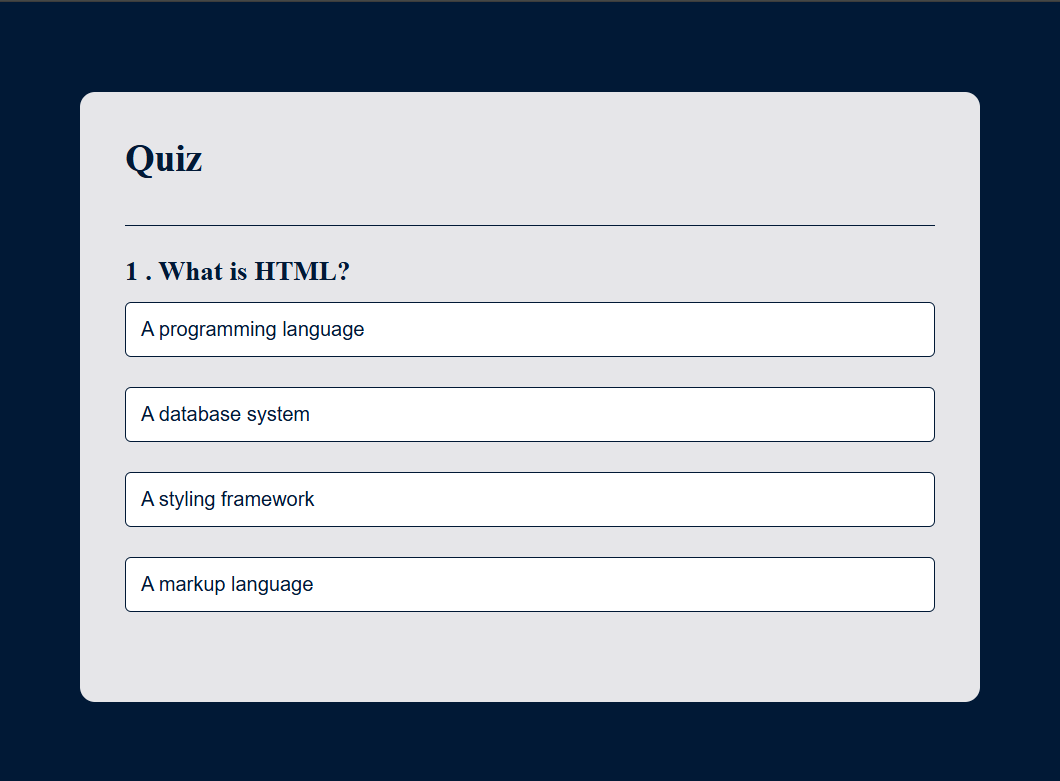 Quiz
1 . What is HTML?
A programming language
A database system
A styling framework
A markup language